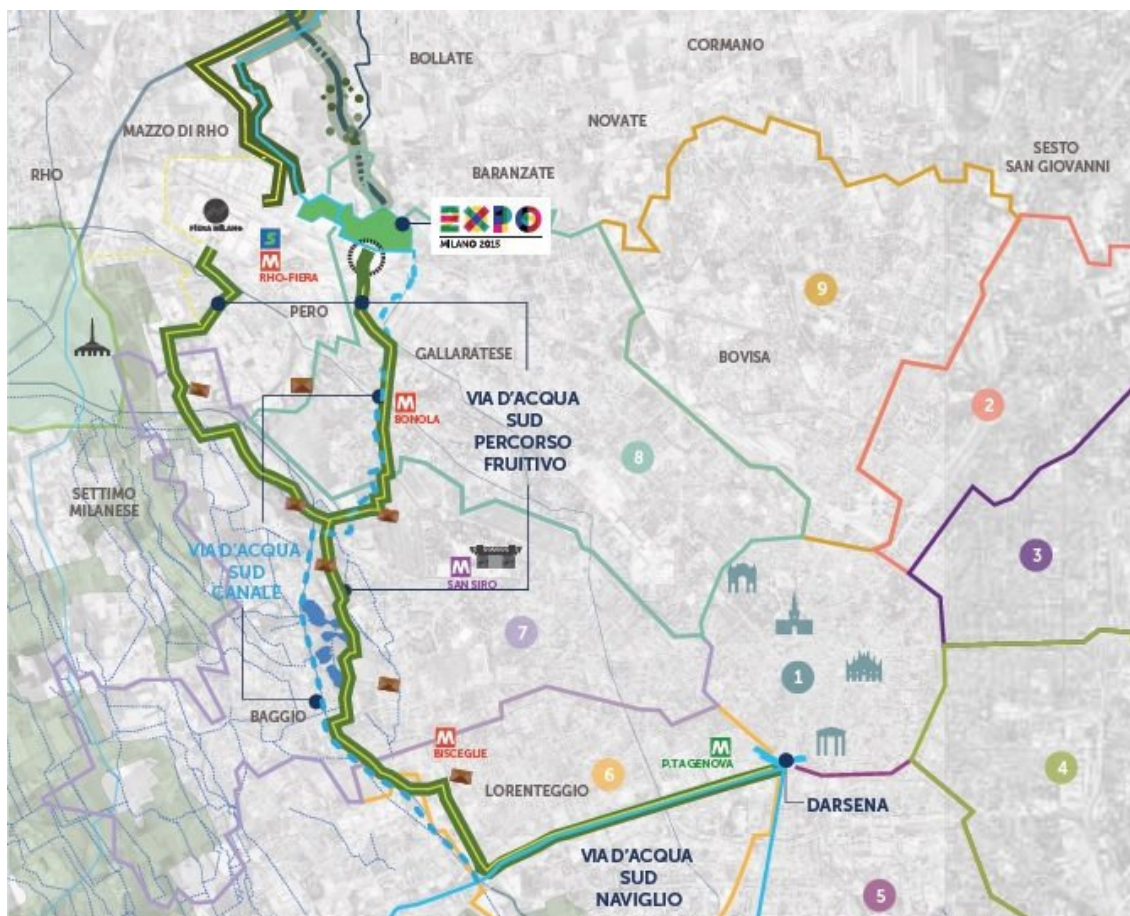 CORMANO
BOLLATE
NOVATE
MAZZO DI RHO
SESTO
SAN GIOVANNI
RHO
BARANZATE
EXPO
MILANO 2015
FIERA MILANO
S
M
RHO-FIERA
9
PERO
GALLARATESE
BOVISA
M
BONOLA
VIA D'ACQUA
SUD
PERCORSO
FRUITIVO
2
8
SETTIMO
MILANESE
VIA D'ACQUA
SUD
CANALE
M
SAN SIRO
3
7
1
BAGGIO
M
BISCEGLIE
M
P.TA GENOVA
6
4
LORENTEGGIO
DARSENA
VIA D'ACQUA
SUD
NAVIGLIO
5